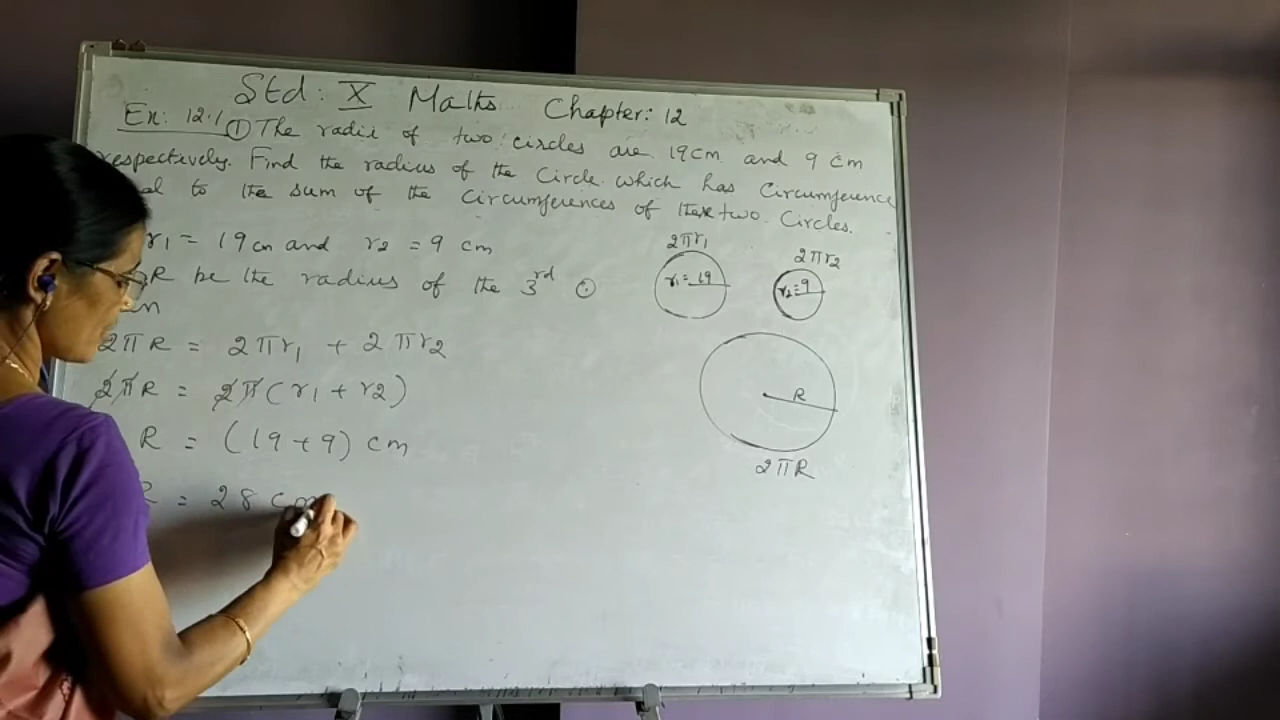 Std: X Maths Chapter: 12
Ex: 12.1 ① The radii of two circles are 19cm and 9 cm
respectively. Find the radius of the Circle which has Circumference
to the sum of the Circumferences of the two Circles.
r1 = 19 cm and r2 = 9 cm
R be the radius of the 3rd ⊙
2πR = 2πr1 + 2πr2
2πR = 2π(r1 + r2)
R = (19+9) cm
R = 28 cm
2πr1
r1=19
2πr2
r2=9
R
2πR